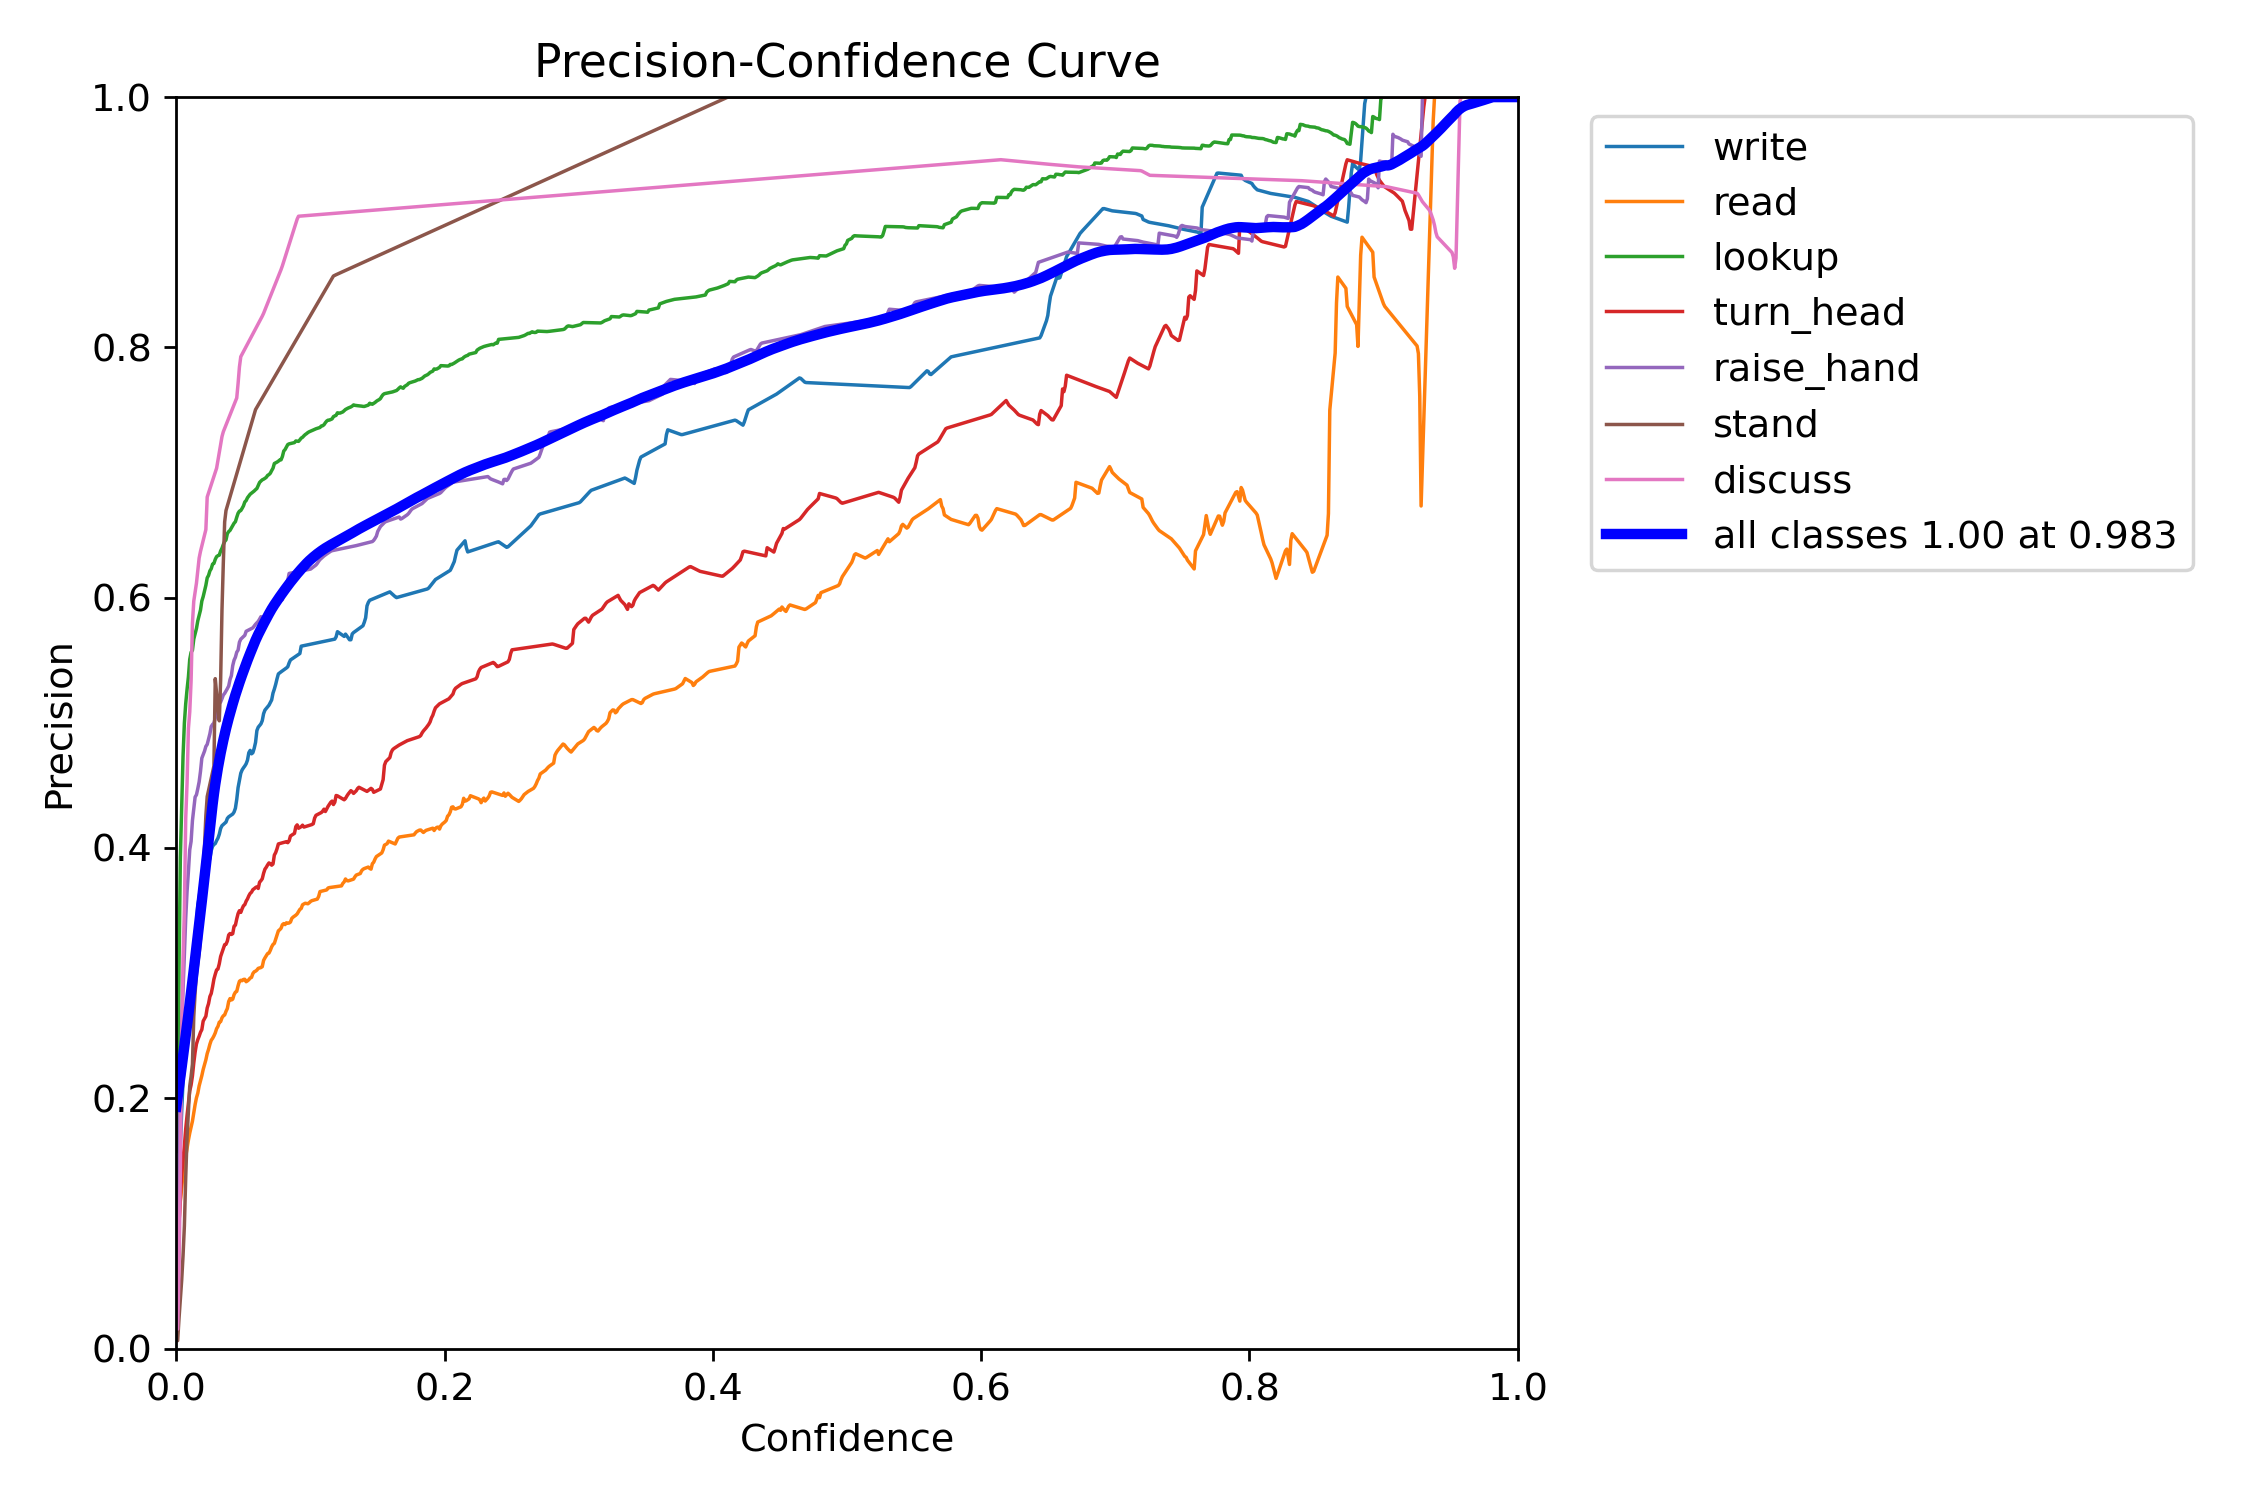 Precision-Confidence Curve
1.0
0.8
0.6
0.4
0.2
0.0
Precision
0.0 0.2 0.4 0.6 0.8 1.0
Confidence
write
read
lookup
turn_head
raise_hand
stand
discuss
all classes 1.00 at 0.983